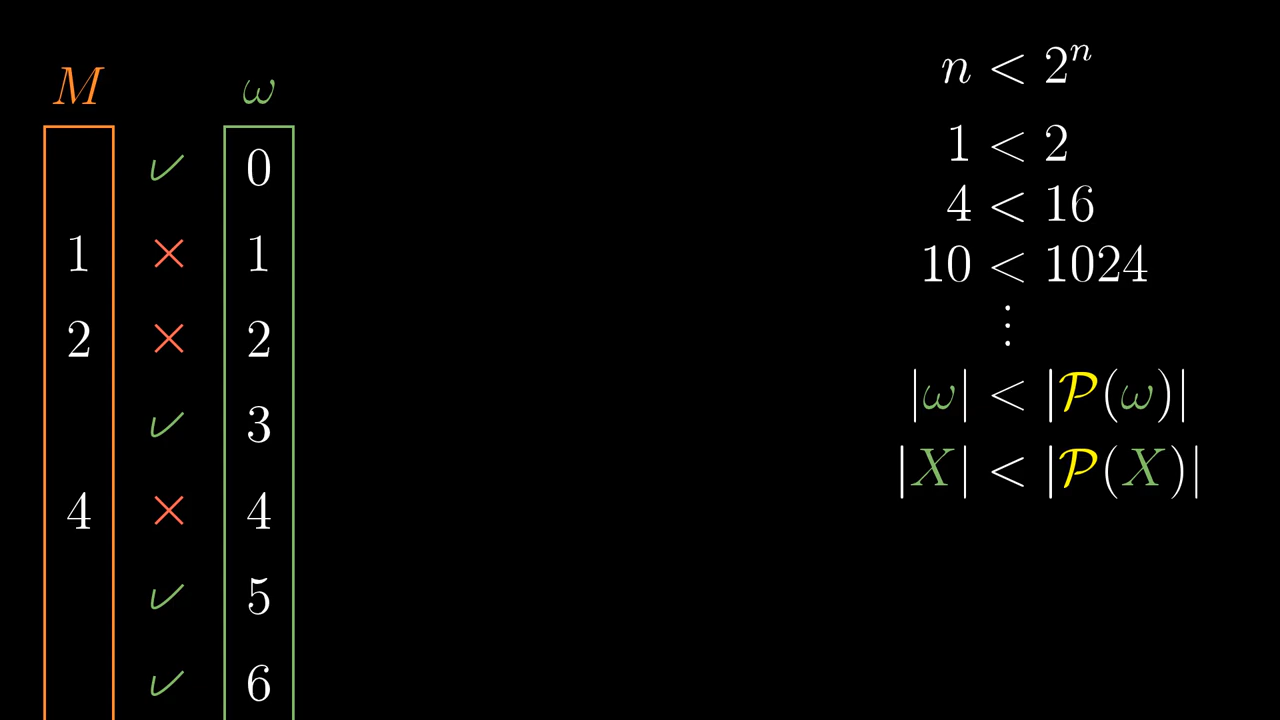 M ω
✓ 0
1 × 1
2 × 2
✓ 3
4 × 4
✓ 5
✓ 6
n < 2ⁿ
1 < 2
4 < 16
10 < 1024
⋮
|ω| < |𝒫(ω)|
|X| < |𝒫(X)|